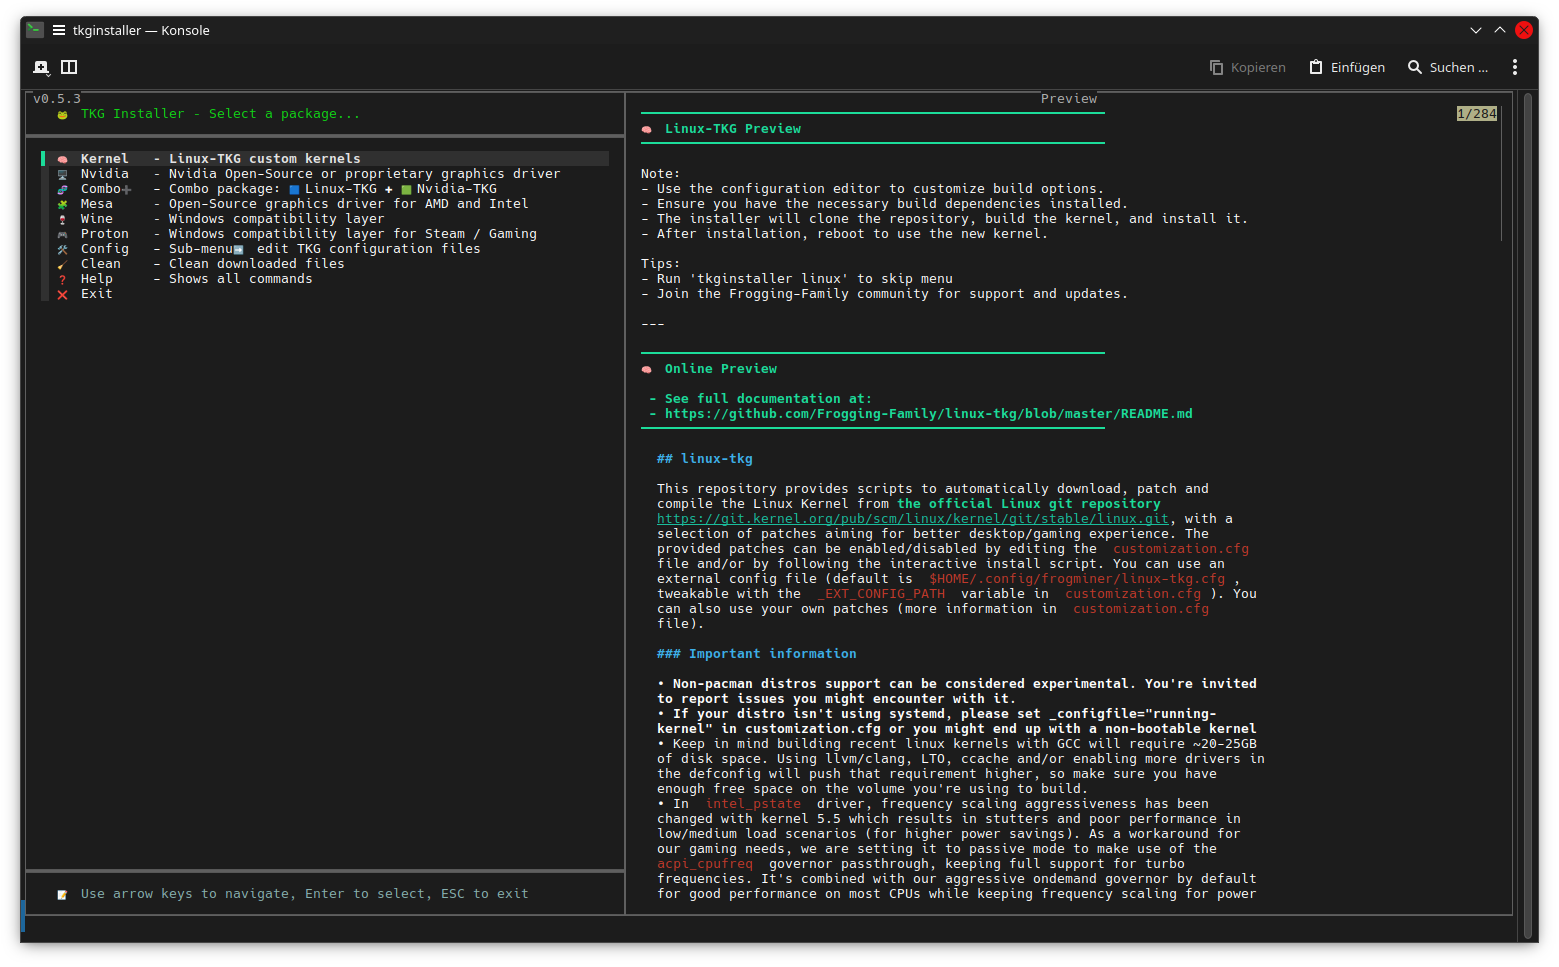 tkginstaller — Konsole
Kopieren
Einfügen
Suchen ...
v0.5.3
TKG Installer - Select a package...
Kernel - Linux-TKG custom kernels
Nvidia - Nvidia Open-Source or proprietary graphics driver
Combo➕ - Combo package: 🟦 Linux-TKG ✚ 🟩 Nvidia-TKG
Mesa - Open-Source graphics driver for AMD and Intel
Wine - Windows compatibility layer
Proton - Windows compatibility layer for Steam / Gaming
Config - Sub-menu➡️ edit TKG configuration files
Clean - Clean downloaded files
Help - Shows all commands
Exit
Use arrow keys to navigate, Enter to select, ESC to exit
Preview
1/284
Linux-TKG Preview
Note:
- Use the configuration editor to customize build options.
- Ensure you have the necessary build dependencies installed.
- The installer will clone the repository, build the kernel, and install it.
- After installation, reboot to use the new kernel.
Tips:
- Run 'tkginstaller linux' to skip menu
- Join the Frogging-Family community for support and updates.
---
Online Preview
- See full documentation at:
- https://github.com/Frogging-Family/linux-tkg/blob/master/README.md
## linux-tkg
This repository provides scripts to automatically download, patch and
compile the Linux Kernel from the official Linux git repository
https://git.kernel.org/pub/scm/linux/kernel/git/stable/linux.git, with a
selection of patches aiming for better desktop/gaming experience. The
provided patches can be enabled/disabled by editing the customization.cfg
file and/or by following the interactive install script. You can use an
external config file (default is $HOME/.config/frogminer/linux-tkg.cfg ,
tweakable with the _EXT_CONFIG_PATH variable in customization.cfg ). You
can also use your own patches (more information in customization.cfg
file).
### Important information
• Non-pacman distros support can be considered experimental. You're invited
to report issues you might encounter with it.
• If your distro isn't using systemd, please set _configfile="running-
kernel" in customization.cfg or you might end up with a non-bootable kernel
• Keep in mind building recent linux kernels with GCC will require ~20-25GB
of disk space. Using llvm/clang, LTO, ccache and/or enabling more drivers in
the defconfig will push that requirement higher, so make sure you have
enough free space on the volume you're using to build.
• In intel_pstate driver, frequency scaling aggressiveness has been
changed with kernel 5.5 which results in stutters and poor performance in
low/medium load scenarios (for higher power savings). As a workaround for
our gaming needs, we are setting it to passive mode to make use of the
acpi_cpufreq governor passthrough, keeping full support for turbo
frequencies. It's combined with our aggressive ondemand governor by default
for good performance on most CPUs while keeping frequency scaling for power